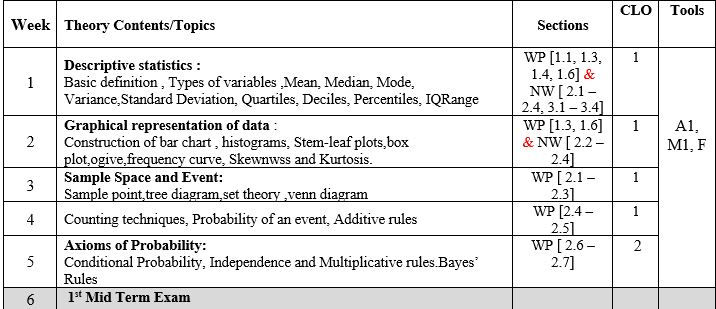 Week Theory Contents/Topics Sections CLO Tools
1
Descriptive statistics :
Basic definition , Types of variables ,Mean, Median, Mode,
Variance,Standard Deviation, Quartiles, Deciles, Percentiles, IQRange
WP [1.1, 1.3,
1.4, 1.6] &
NW [ 2.1 –
2.4, 3.1 – 3.4]
1
A1,
M1, F
2
Graphical representation of data :
Construction of bar chart , histograms, Stem-leaf plots,box
plot,ogive,frequency curve, Skewnwss and Kurtosis.
WP [1.3, 1.6]
& NW [ 2.2 –
2.4]
1
3
Sample Space and Event:
Sample point,tree diagram,set theory ,venn diagram
WP [ 2.1 –
2.3]
1
4
Counting techniques, Probability of an event, Additive rules
WP [2.4 –
2.5]
1
5
Axioms of Probability:
Conditional Probability, Independence and Multiplicative rules.Bayes’
Rules
WP [ 2.6 –
2.7]
2
6
1st Mid Term Exam